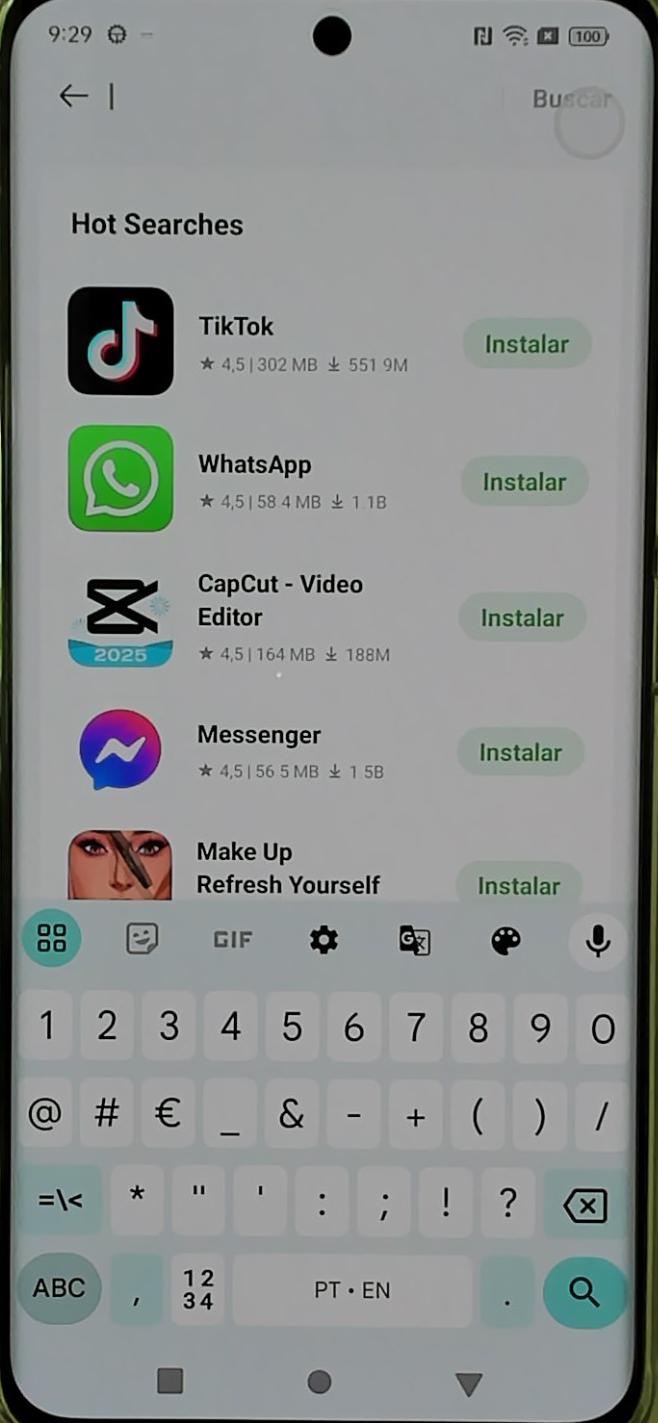 9:29
100
Buscar
Hot Searches
TikTok
4,5 | 302 MB 551 9M
Instalar
WhatsApp
4,5 | 58 4 MB 1.1B
Instalar
CapCut - Video
Editor
2025
4,5 | 164 MB 188M
Instalar
Messenger
4,5 | 56 5 MB 1 5B
Instalar
Make Up
Refresh Yourself
Instalar
GIF
1 2 3 4 5 6 7 8 9 0
@ # € _ & - + ( ) /
=\< * " ' : ; ! ?
ABC , 12 PT • EN .
34